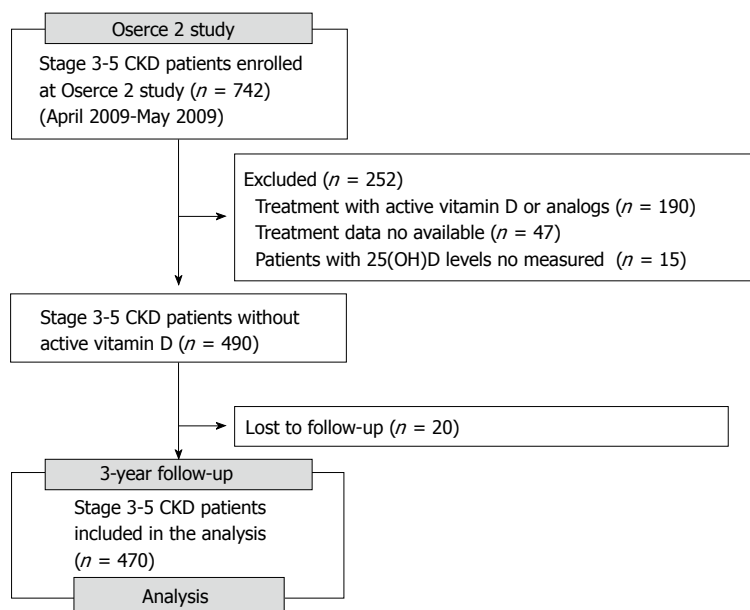 Oserce 2 study
Stage 3-5 CKD patients enrolled
at Oserce 2 study (n = 742)
(April 2009-May 2009)
Excluded (n = 252)
Treatment with active vitamin D or analogs (n = 190)
Treatment data no available (n = 47)
Patients with 25(OH)D levels no measured (n = 15)
Stage 3-5 CKD patients without
active vitamin D (n = 490)
Lost to follow-up (n = 20)
3-year follow-up
Stage 3-5 CKD patients
included in the analysis
(n = 470)
Analysis